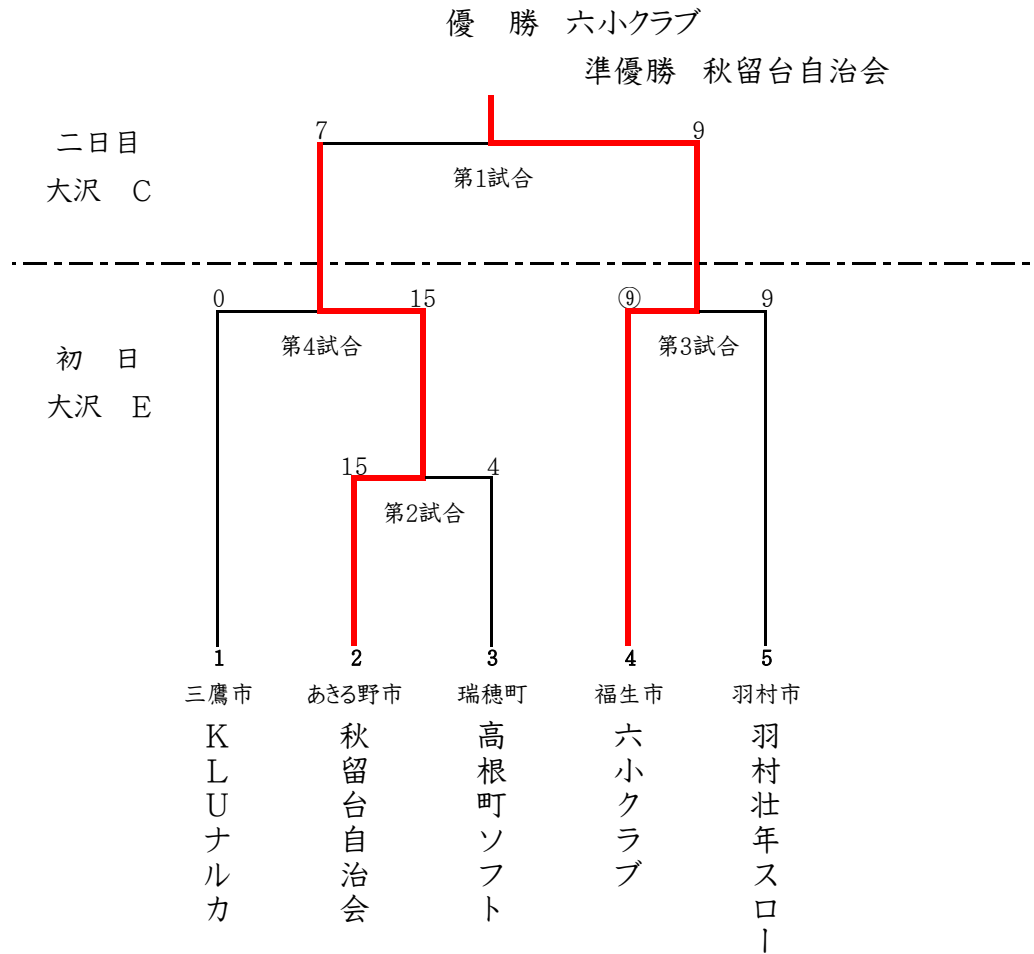 優　勝　六小クラブ
準優勝　秋留台自治会
7
9
二日目
大沢　C
第1試合
0
15
⑨
9
第4試合
第3試合
初　日
大沢　E
15
4
第2試合
1
2
3
4
5
三鷹市
あきる野市
瑞穂町
福生市
羽村市
KLUナルカ
秋留台自治会
高根町ソフト
六小クラブ
羽村壮年スロー